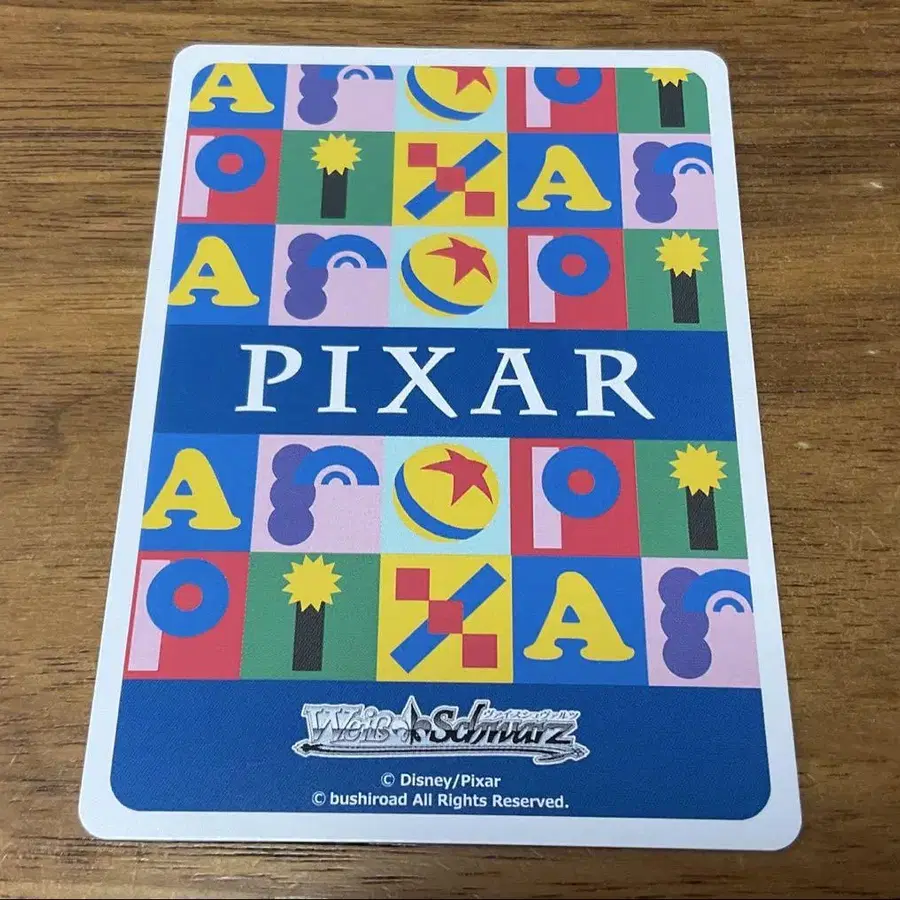 A P
P I X A R
A P I
PIXAR
A R P I
P I X A R
ヴァイスシュヴァルツ
Weiß Schwarz
© Disney/Pixar
© bushiroad All Rights Reserved.